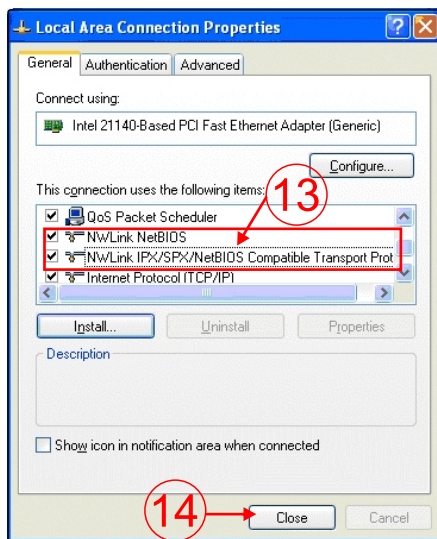 Local Area Connection Properties
General Authentication Advanced
Connect using:
Intel 21140-Based PCI Fast Ethernet Adapter (Generic)
Configure...
This connection uses the following items:
13
QoS Packet Scheduler
NWLink NetBIOS
NWLink IPX/SPX/NetBIOS Compatible Transport Prot
Internet Protocol (TCP/IP)
Install... Uninstall Properties
Description
Show icon in notification area when connected
14
Close Cancel